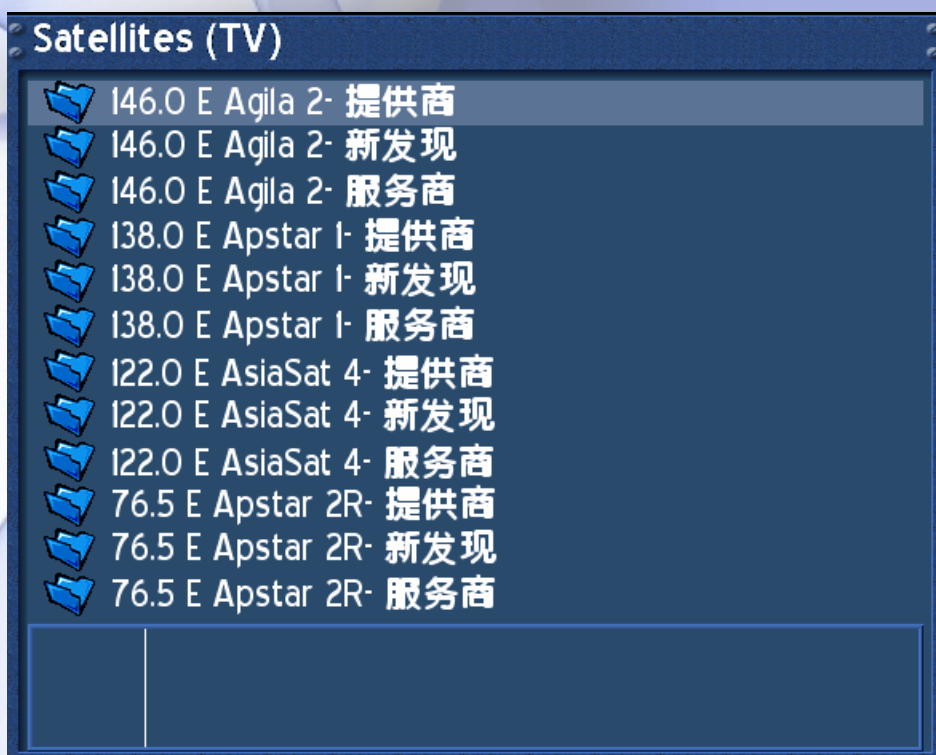 Satellites (TV)
146.0 E Agila 2- 提供商
146.0 E Agila 2- 新发现
146.0 E Agila 2- 服务商
138.0 E Apstar 1- 提供商
138.0 E Apstar 1- 新发现
138.0 E Apstar 1- 服务商
122.0 E AsiaSat 4- 提供商
122.0 E AsiaSat 4- 新发现
122.0 E AsiaSat 4- 服务商
76.5 E Apstar 2R- 提供商
76.5 E Apstar 2R- 新发现
76.5 E Apstar 2R- 服务商